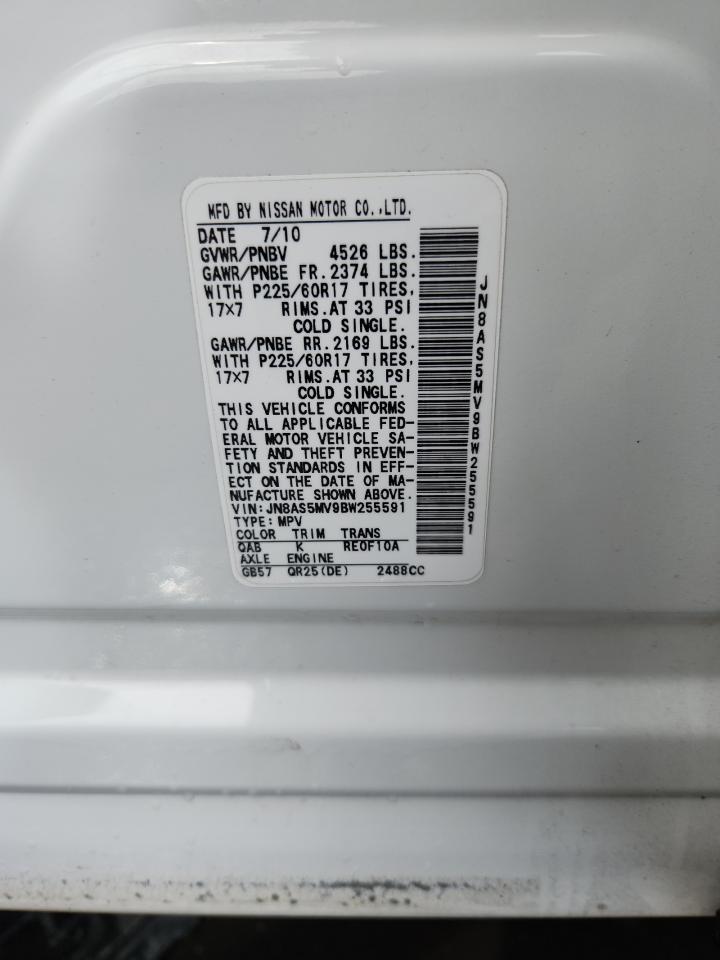 MFD BY NISSAN MOTOR CO.,LTD.
DATE 7/10
GVWR/PNBV 4526 LBS.
GAWR/PNBE FR.2374 LBS.
WITH P225/60R17 TIRES,
17×7 RIMS.AT 33 PSI
COLD SINGLE.
GAWR/PNBE RR.2169 LBS.
WITH P225/60R17 TIRES,
17×7 RIMS.AT 33 PSI
COLD SINGLE.
THIS VEHICLE CONFORMS
TO ALL APPLICABLE FED-
ERAL MOTOR VEHICLE SA-
FETY AND THEFT PREVEN-
TION STANDARDS IN EFF-
ECT ON THE DATE OF MA-
NUFACTURE SHOWN ABOVE.
VIN:JN8AS5MV9BW255591
TYPE:MPV
COLOR TRIM TRANS
QAB K RE0F10A
AXLE ENGINE
GB57 QR25(DE) 2488CC
JN8AS5MV9BW255591